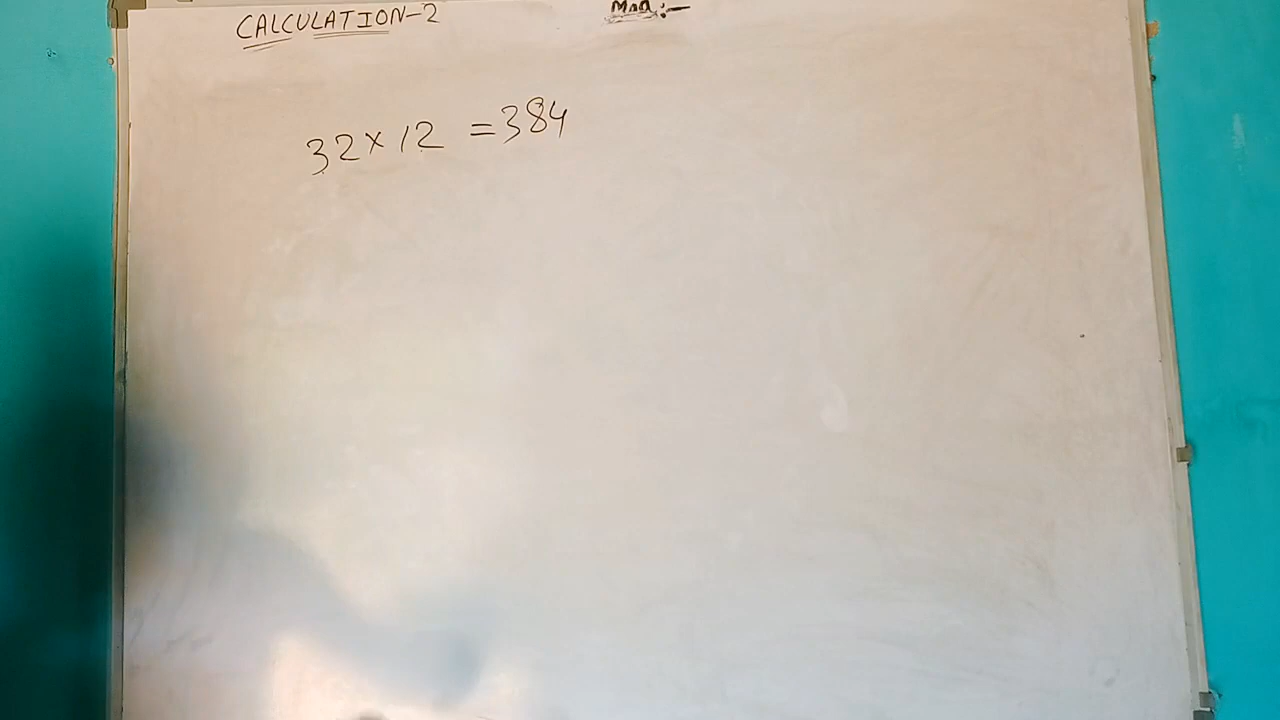 CALCULATION-2
32 × 12 = 384